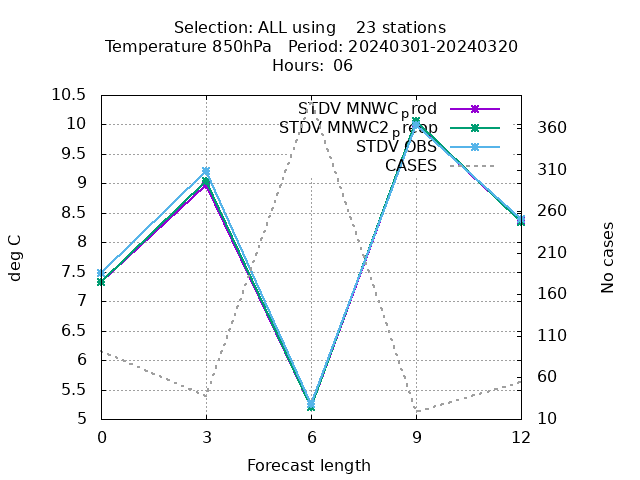 Selection: ALL using    23 stations
Temperature 850hPa   Period: 20240301-20240320
Hours:  06
10.5
10
9.5
9
8.5
8
7.5
7
6.5
6
5.5
5
deg C
STDV MNWC_prod
STDV MNWC2_preop
STDV OBS
CASES
360
310
260
210
160
110
60
10
No cases
0 3 6 9 12
Forecast length